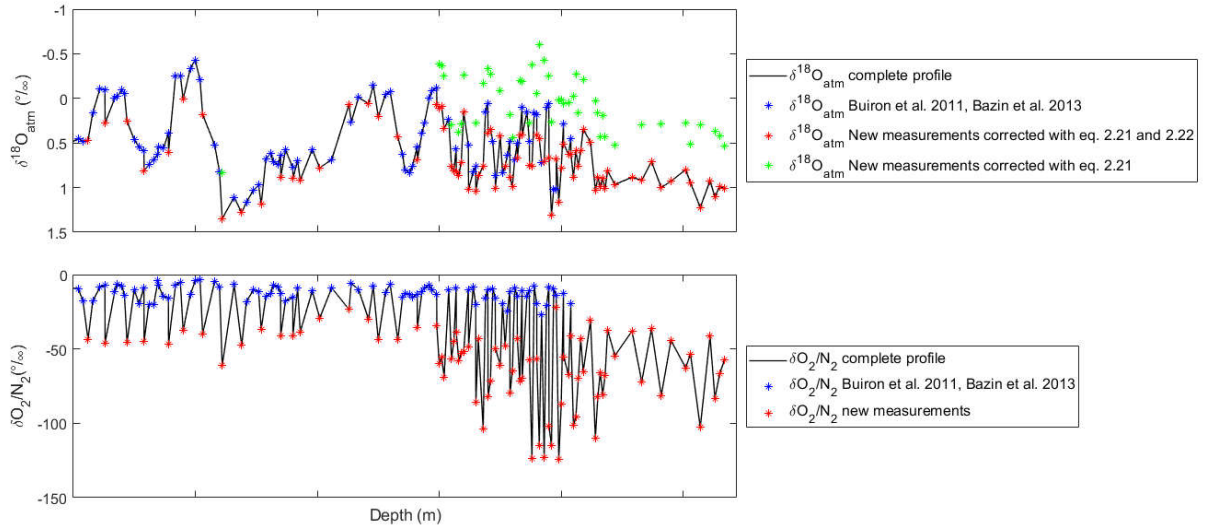 -1
-0.5
0
0.5
1
1.5
δ¹⁸Oₐₜₘ (°/∞)
δ¹⁸Oₐₜₘ complete profile
δ¹⁸Oₐₜₘ Buiron et al. 2011, Bazin et al. 2013
δ¹⁸Oₐₜₘ New measurements corrected with eq. 2.21 and 2.22
δ¹⁸Oₐₜₘ New measurements corrected with eq. 2.21
0
-50
-100
-150
δO₂/N₂(°/∞)
δO₂/N₂ complete profile
δO₂/N₂ Buiron et al. 2011, Bazin et al. 2013
δO₂/N₂ new measurements
Depth (m)